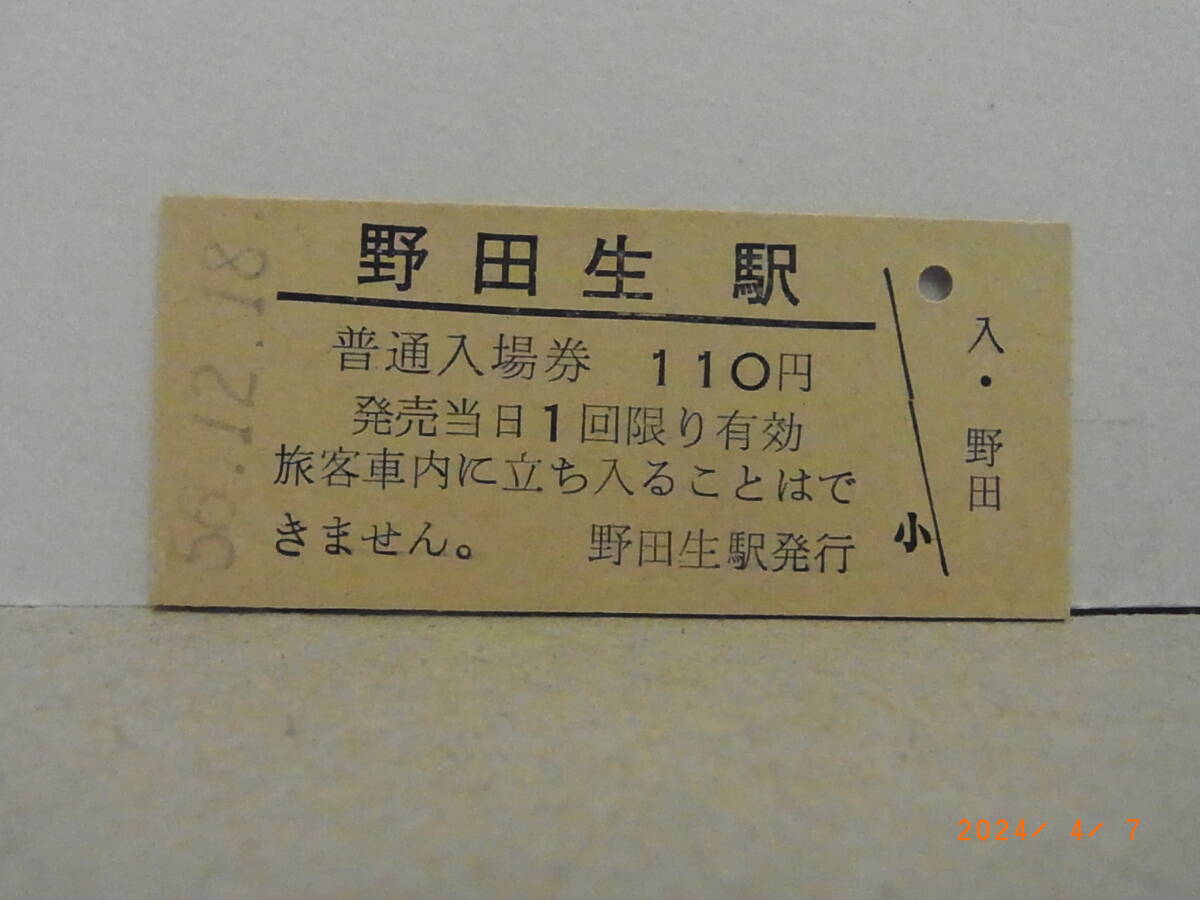 56.12.18
野田生駅
普通入場券 110円
発売当日1回限り有効
旅客車内に立ち入ることはで
きません。 野田生駅発行
小
入・野田
2024/ 4/ 7